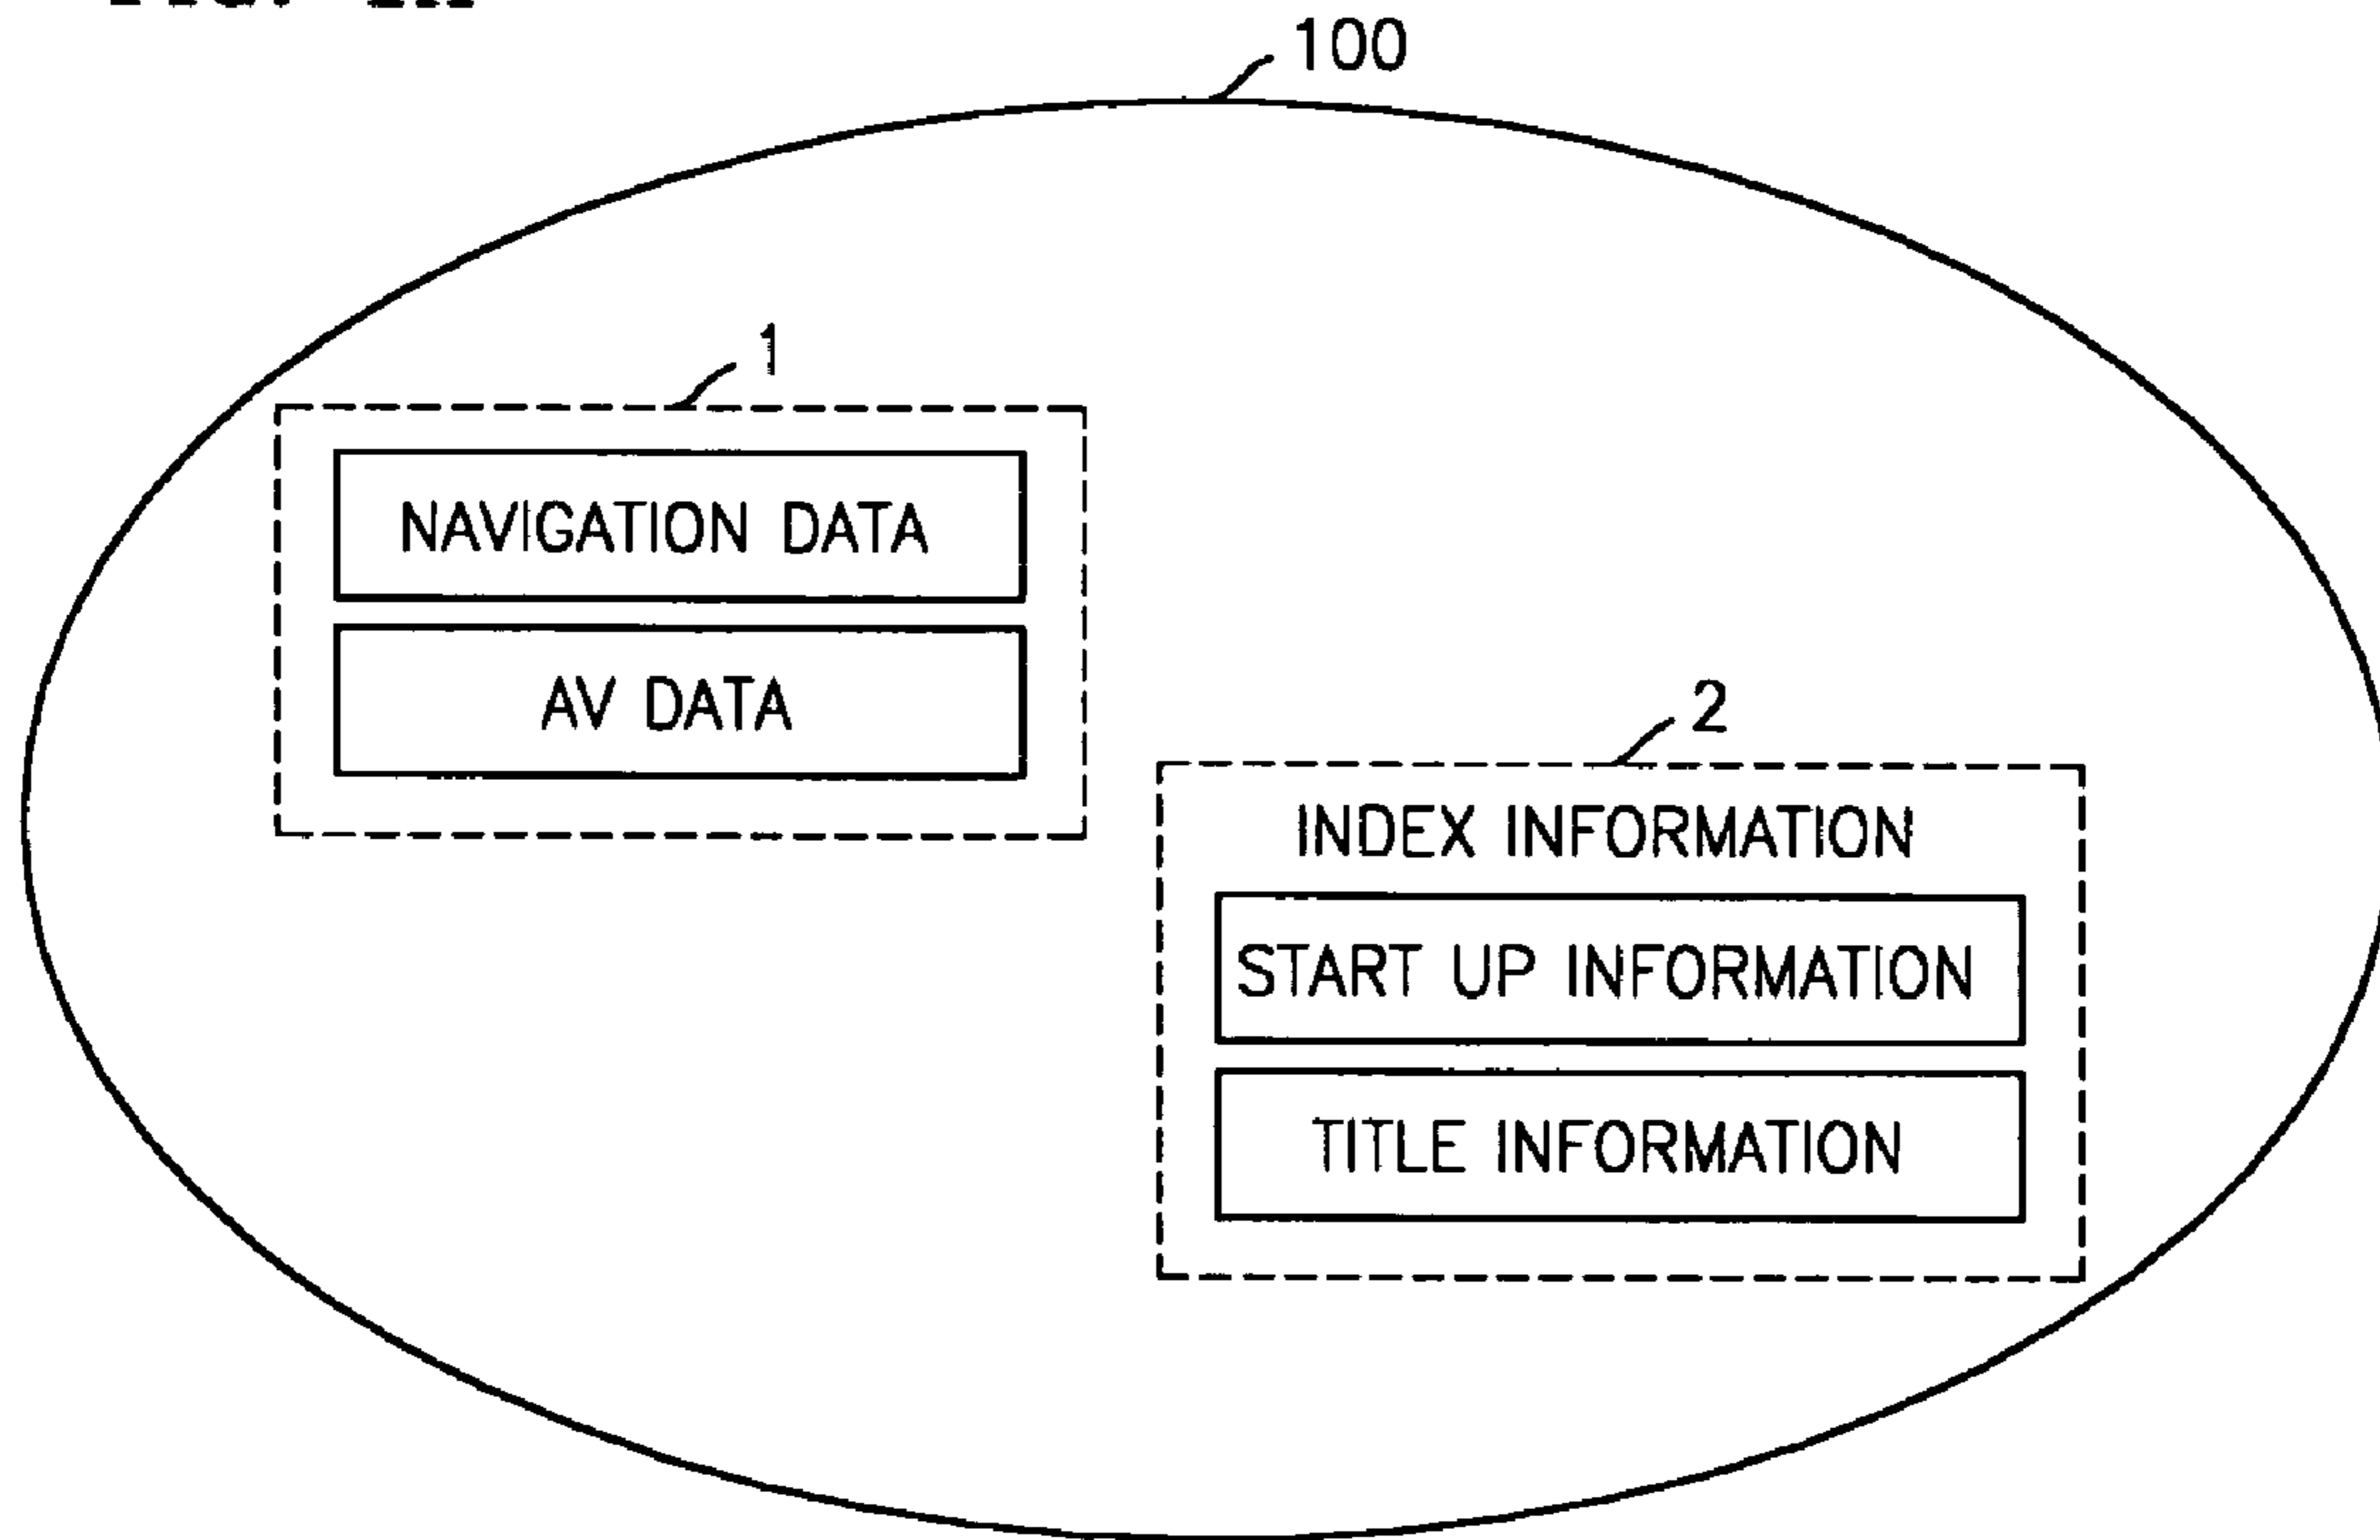 100
1
NAVIGATION DATA
AV DATA
2
INDEX INFORMATION
START UP INFORMATION
TITLE INFORMATION